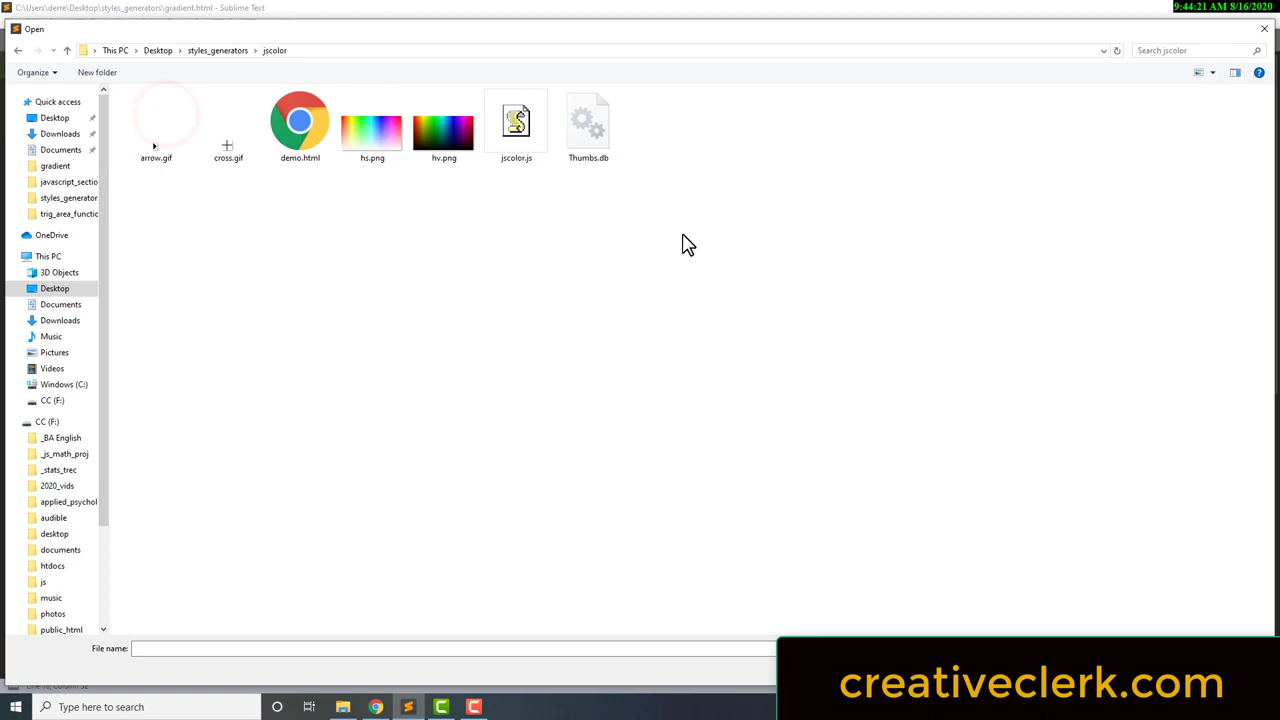 C:\Users\derre\Desktop\styles_generators\gradient.html - Sublime Text
9:44:21 AM 8/16/2020
Open
This PC > Desktop > styles_generators > jscolor
Search jscolor
Organize
New folder
Quick access
Desktop
Downloads
Documents
gradient
javascript_sectio
styles_generator
trig_area_functic
OneDrive
This PC
3D Objects
Desktop
Documents
Downloads
Music
Pictures
Videos
Windows (C:)
CC (F:)
CC (F:)
_BA English
_js_math_proj
_stats_trec
2020_vids
applied_psychol
audible
desktop
documents
htdocs
js
music
photos
public_html
arrow.gif
cross.gif
demo.html
hs.png
hv.png
jscolor.js
Thumbs.db
File name:
Type here to search
creativeclerk.com